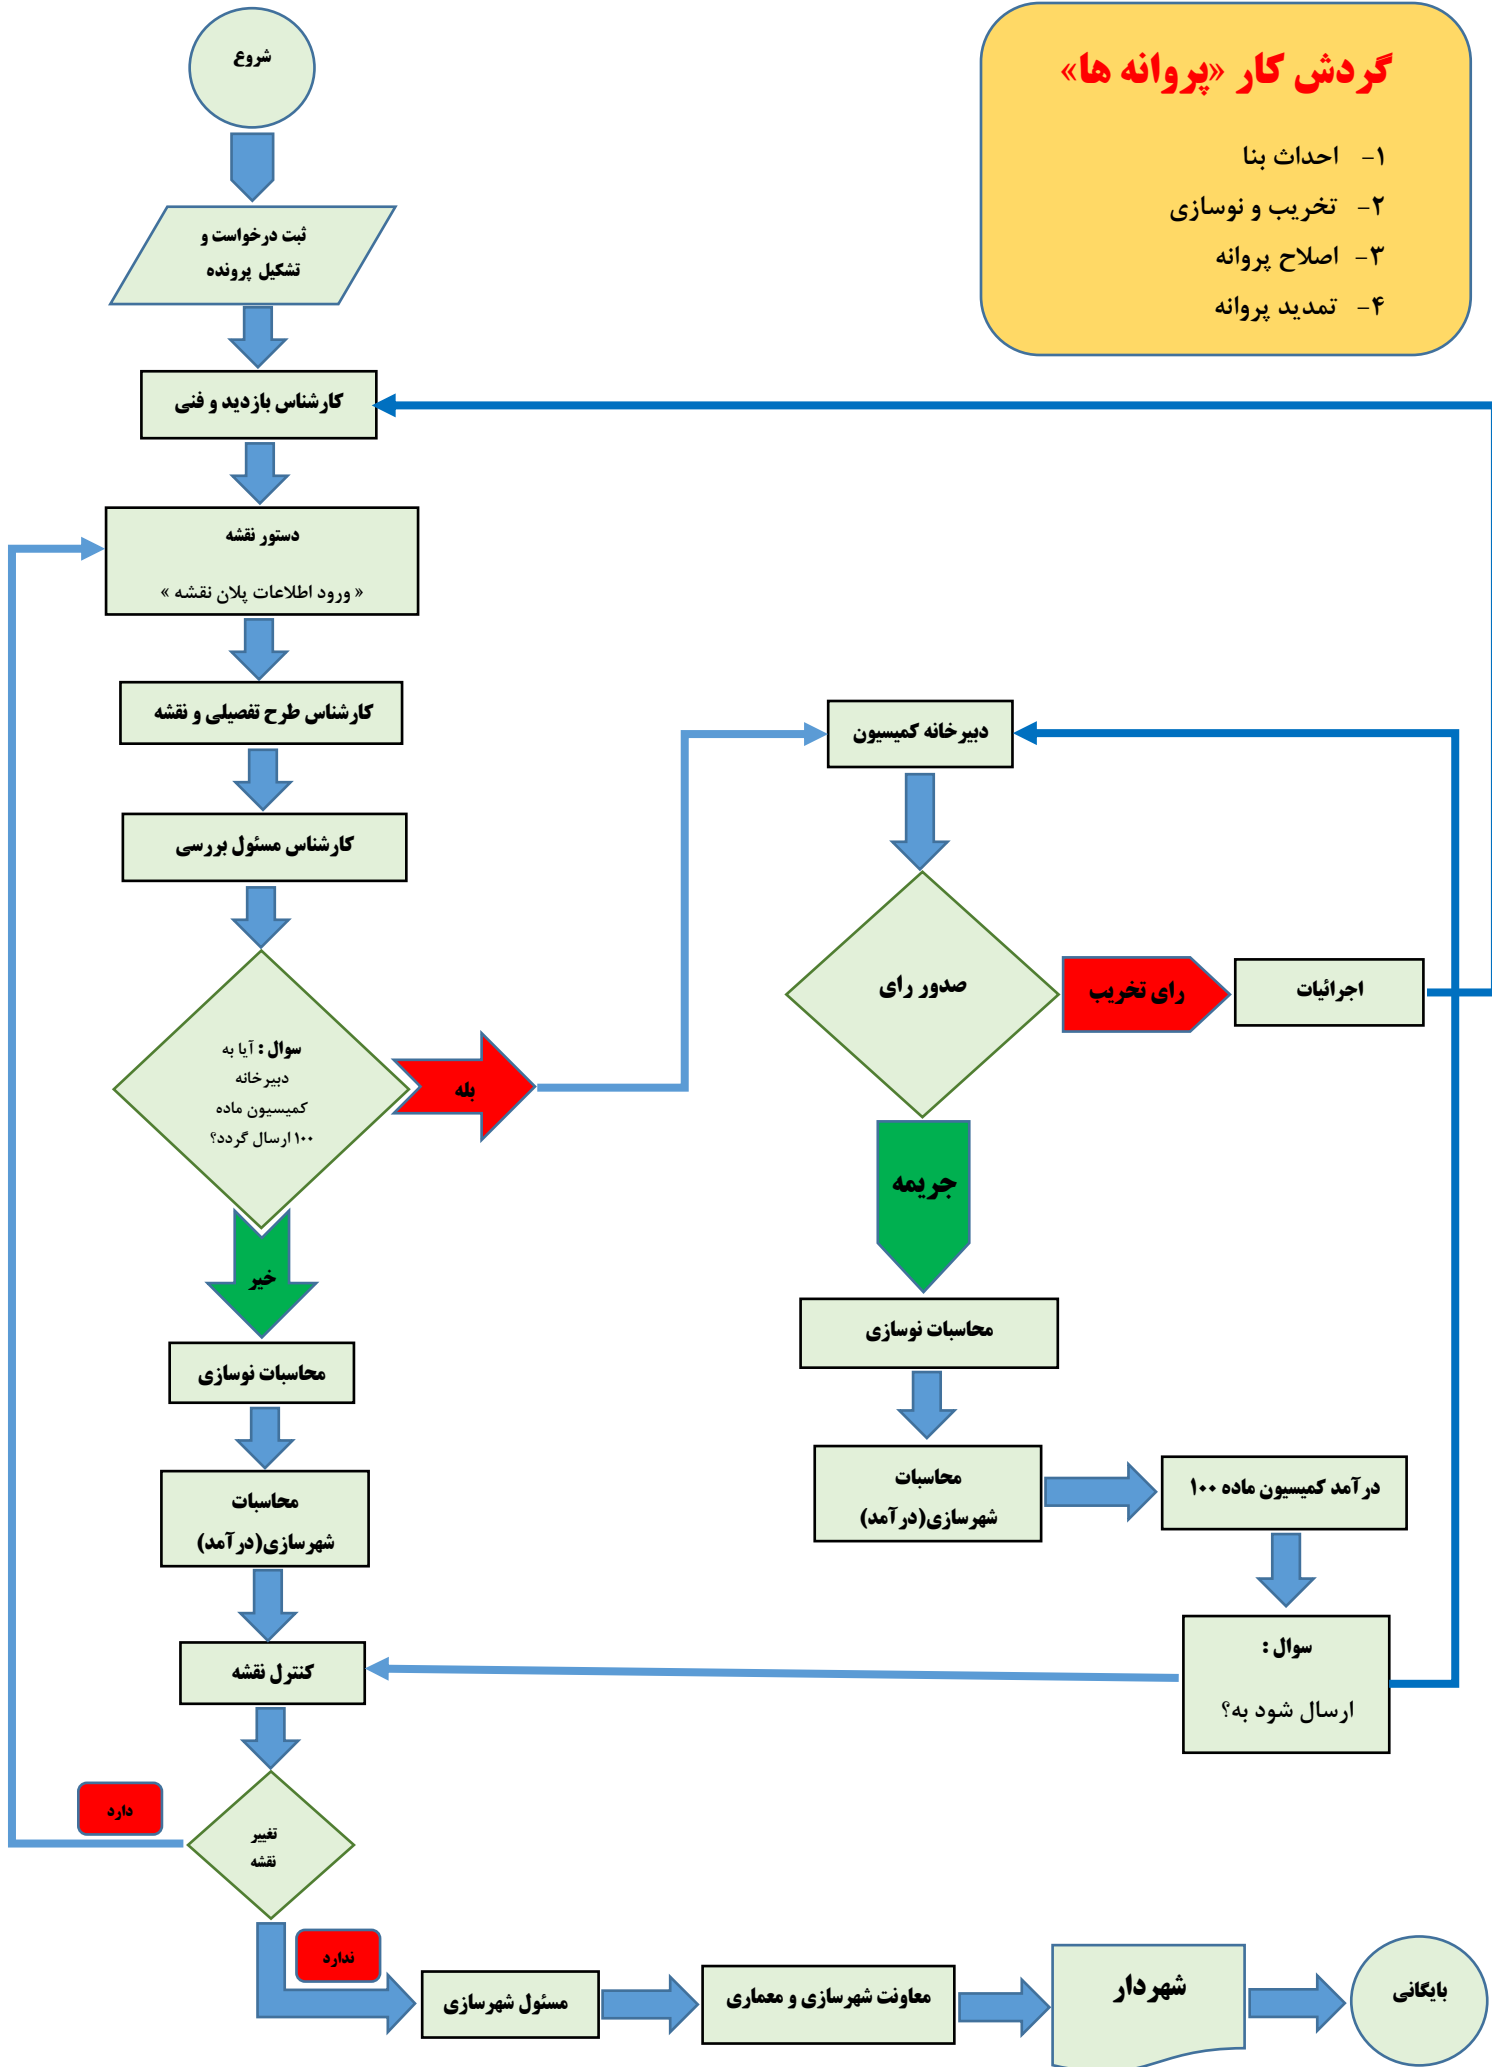 گردش کار «پروانه ها»
۱- احداث بنا
۲- تخریب و نوسازی
۳- اصلاح پروانه
۴- تمدید پروانه
شروع
ثبت درخواست و
تشکیل پرونده
کارشناس بازدید و فنی
دستور نقشه
« ورود اطلاعات پلان نقشه »
کارشناس طرح تفصیلی و نقشه
کارشناس مسئول بررسی
سوال : آیا به
دبیرخانه
کمیسیون ماده
۱۰۰ ارسال گردد؟
بله
خیر
دبیرخانه کمیسیون
صدور رای
رای تخریب
اجرائیات
جریمه
محاسبات نوسازی
محاسبات
شهرسازی(درآمد)
درآمد کمیسیون ماده ۱۰۰
سوال :
ارسال شود به؟
محاسبات نوسازی
محاسبات
شهرسازی(درآمد)
کنترل نقشه
تغییر
نقشه
دارد
ندارد
مسئول شهرسازی
معاونت شهرسازی و معماری
شهردار
بایگانی